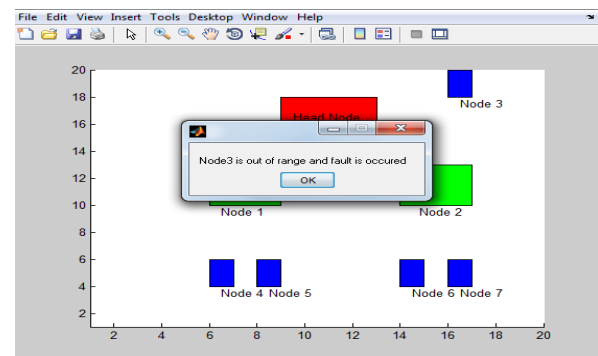 File Edit View Insert Tools Desktop Window Help
20
18
16
14
12
10
8
6
4
2
Node 3
Head Node
Node3 is out of range and fault is occured
OK
Node 1
Node 2
Node 4 Node 5
Node 6 Node 7
2 4 6 8 10 12 14 16 18 20